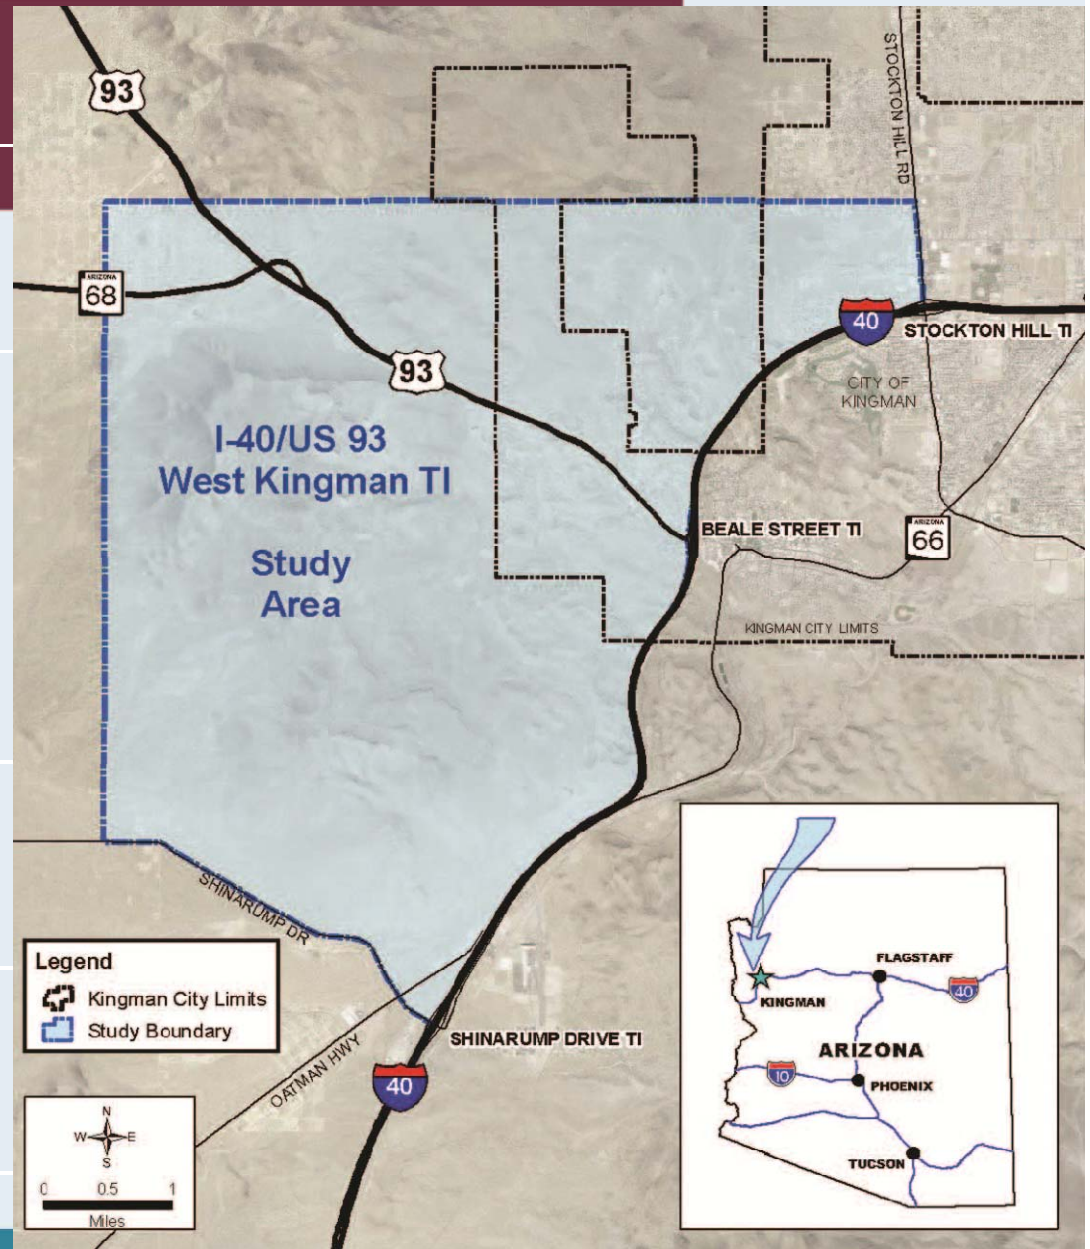 93
STOCKTON HILL RD
ARIZONA
68
40
STOCKTON HILL TI
93
CITY OF
KINGMAN
I-40/US 93
West Kingman TI
Study
Area
BEALE STREET TI
ARIZONA
66
KINGMAN CITY LIMITS
SHINARUMP DR
Legend
Kingman City Limits
Study Boundary
SHINARUMP DRIVE TI
OATMAN HWY
40
N
W E
S
0 0.5 1
Miles
FLAGSTAFF
KINGMAN
40
ARIZONA
10
PHOENIX
TUCSON